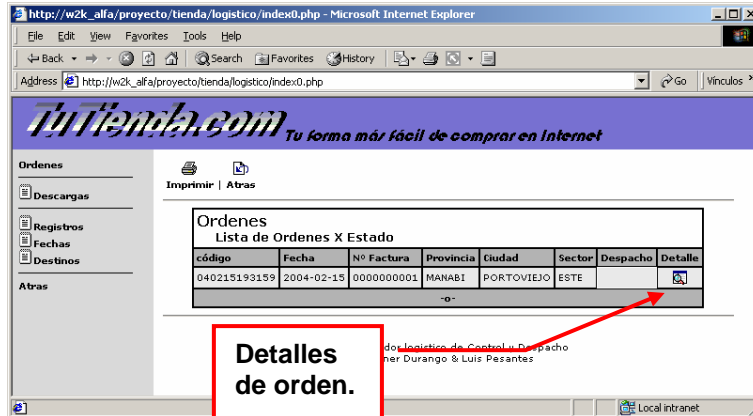 http://w2k_alfa/proyecto/tienda/logistico/index0.php - Microsoft Internet Explorer
File Edit View Favorites Tools Help
Back Search Favorites History
Address http://w2k_alfa/proyecto/tienda/logistico/index0.php Go Vínculos
TuTienda.com Tu forma más fácil de comprar en Internet
Ordenes
Descargas
Registros
Fechas
Destinos
Atras
Imprimir | Atras
Ordenes
Lista de Ordenes X Estado
código Fecha Nº Factura Provincia Ciudad Sector Despacho Detalle
040215193159 2004-02-15 0000000001 MANABI PORTOVIEJO ESTE
-o-
logistico de Control y Despacho
Durango & Luis Pesantes
Detalles
de orden.
Local intranet